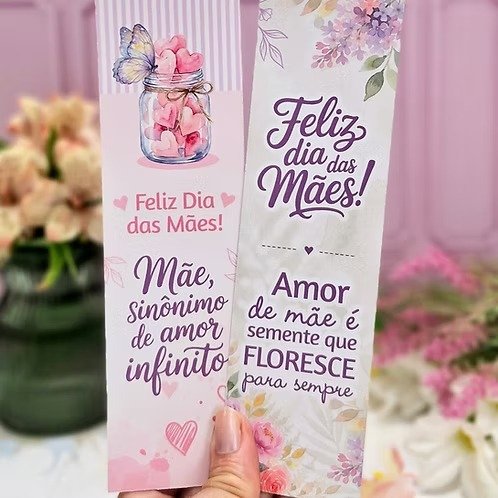 Feliz Dia
das Mães!
Mãe,
sinônimo
de amor
infinito
Feliz
dia das
Mães!
Amor
de mãe é
semente que
FLORESCE
para sempre